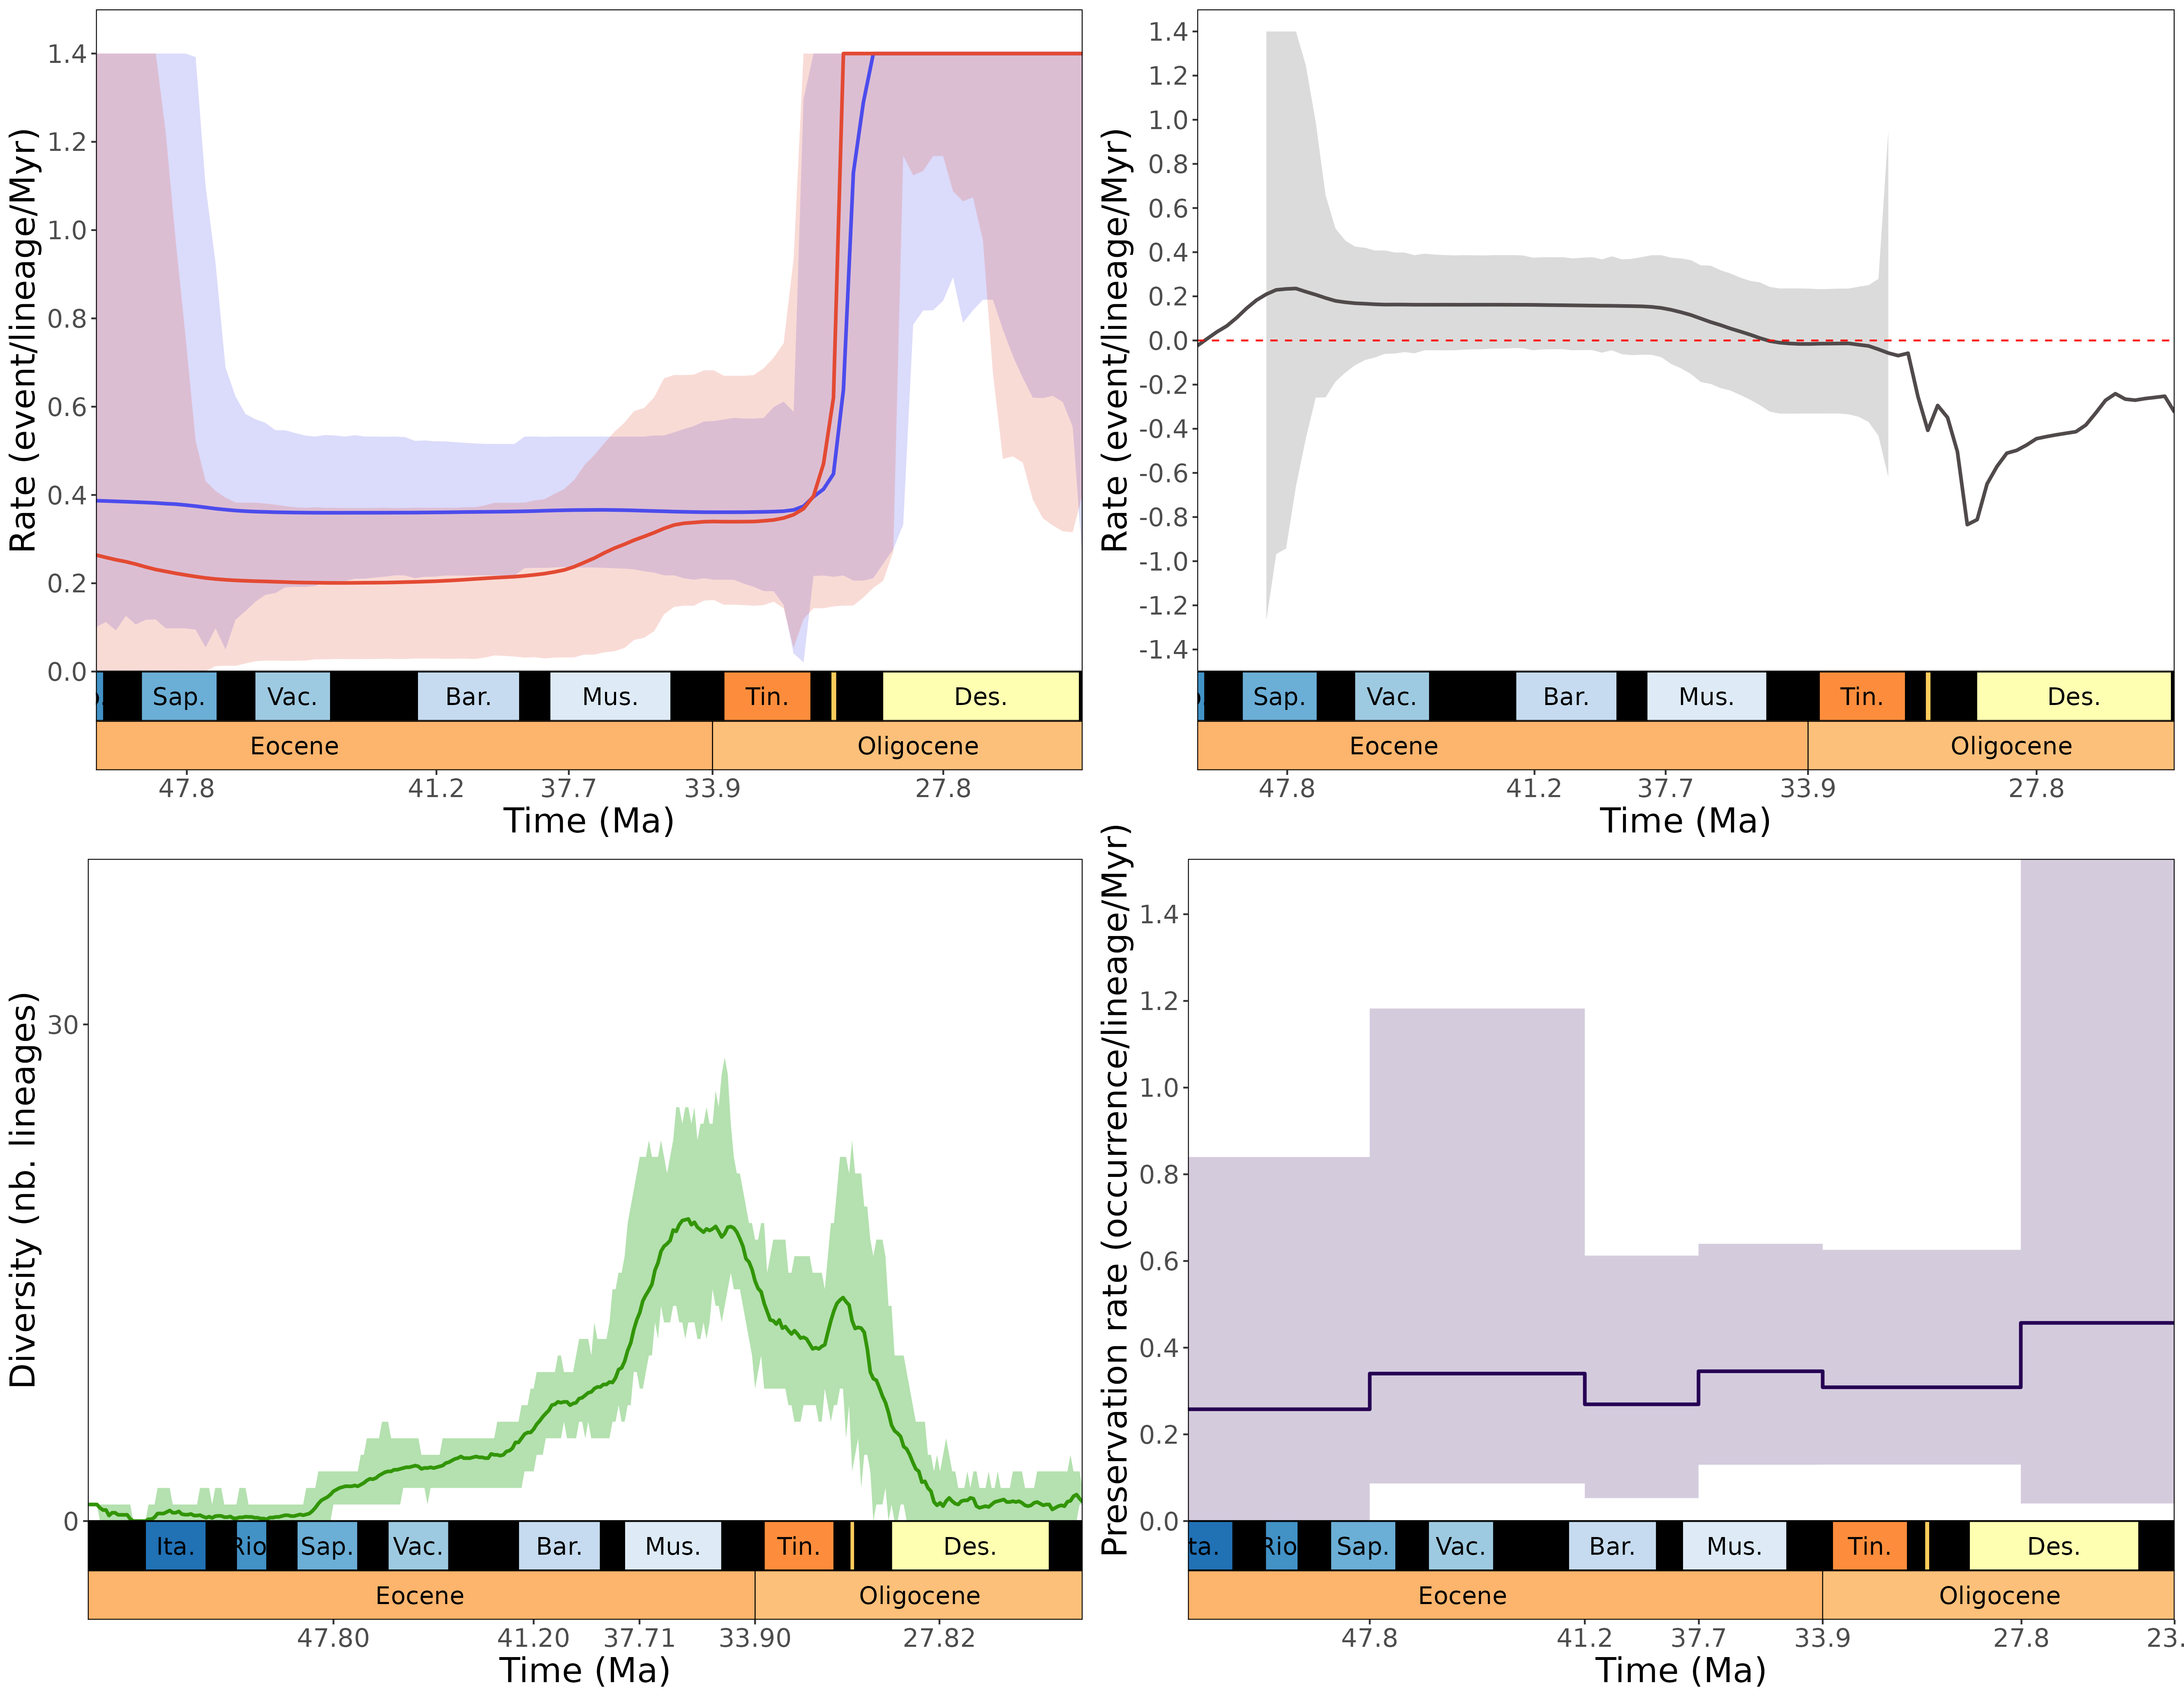 Rate (event/lineage/Myr)
1.4
1.2
1.0
0.8
0.6
0.4
0.2
0.0
Sap. Vac. Bar. Mus. Tin. Des.
Eocene Oligocene
47.8 41.2 37.7 33.9 27.8
Time (Ma)
Rate (event/lineage/Myr)
1.4
1.2
1.0
0.8
0.6
0.4
0.2
0.0
-0.2
-0.4
-0.6
-0.8
-1.0
-1.2
-1.4
Sap. Vac. Bar. Mus. Tin. Des.
Eocene Oligocene
47.8 41.2 37.7 33.9 27.8
Time (Ma)
Diversity (nb. lineages)
30
0
Ita. Rio Sap. Vac. Bar. Mus. Tin. Des.
Eocene Oligocene
47.80 41.20 37.71 33.90 27.82
Time (Ma)
Preservation rate (occurrence/lineage/Myr)
1.4
1.2
1.0
0.8
0.6
0.4
0.2
0.0
ta. Rio Sap. Vac. Bar. Mus. Tin. Des.
Eocene Oligocene
47.8 41.2 37.7 33.9 27.8 23.
Time (Ma)